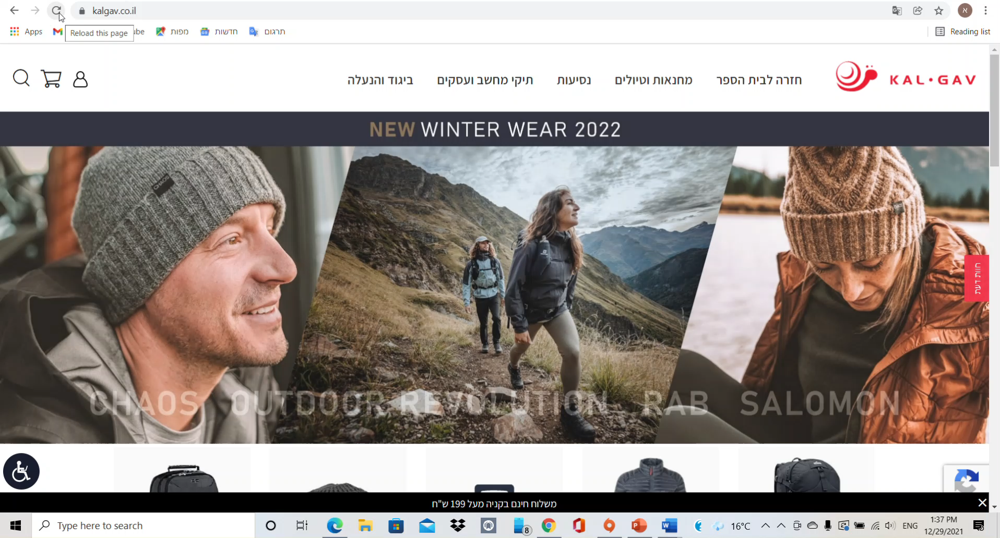 kalgav.co.il
א
Apps
Reload this page
ube
מפות
חדשות
תרגום
Reading list
חזרה לבית הספר
מחנאות וטיולים
נסיעות
תיקי מחשב ועסקים
ביגוד והנעלה
KAL•GAV
NEW WINTER WEAR 2022
CHAOS
חוות דעת
CHAOS OUTDOOR REVOLUTION RAB SALOMON
משלוח חינם בקניה מעל 199 ש"ח
Type here to search
8
16°C
ENG
1:37 PM
12/29/2021